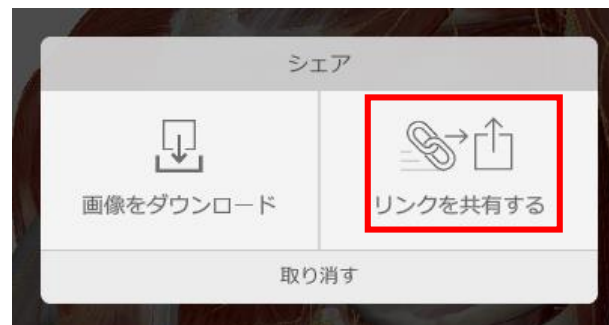 シェア
画像をダウンロード
リンクを共有する
取り消す